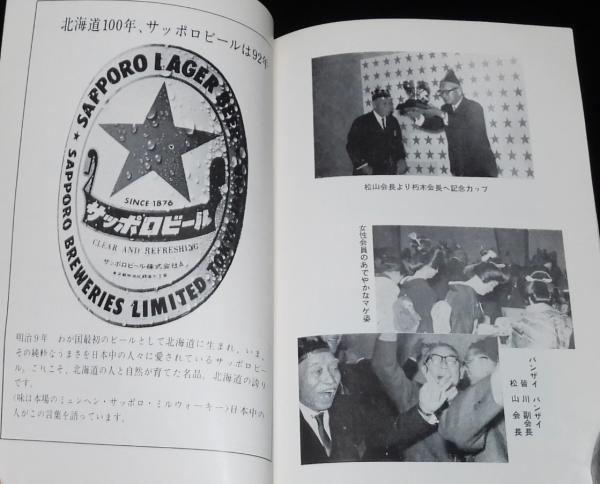 北海道100年、サッポロビールは92年
SAPPORO LAGER BEER
SINCE 1876
サッポロビール
CLEAR AND REFRESHING
サッポロビール株式会社
SAPPORO BREWERIES LIMITED TOKYO
明治9年 わが国最初のビールとして北海道に生まれ、いま、
その純粋なうまさを日本中の人々に愛されているサッポロビー
ル。これこそ、北海道の人と自然が育てた名品、北海道の誇り
です。
〈味は本場のミュンヘン・サッポロ・ミルウォーキー〉日本中の
人がこの言葉を語っています。
松山会長より朽木会長へ記念カップ
女性会員のあでやかなマゲ姿
バンザイ バンザイ
皆川副会長
松山会長